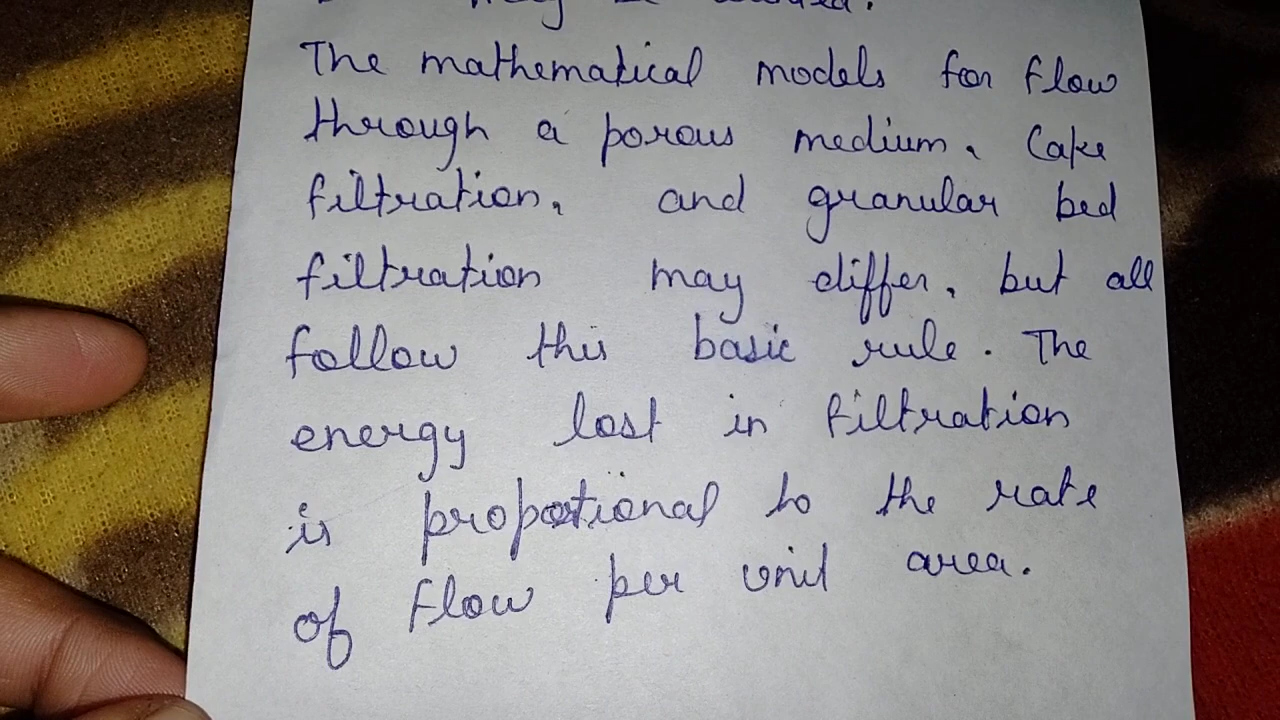 The mathematical models for flow
through a porous medium, Cake
filtration, and granular bed
filtration may differ, but all
follow this basic rule. The
energy lost in filtration
is propotional to the rate
of flow per unit area.